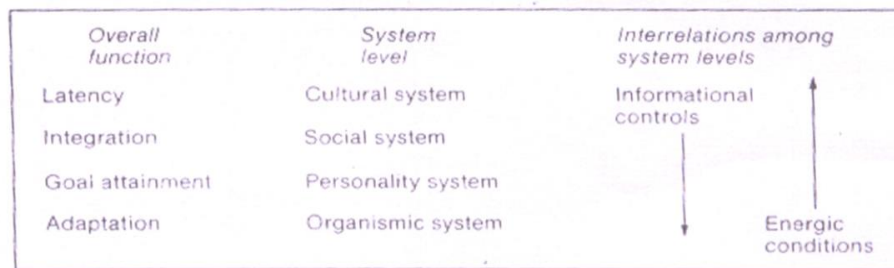 Overall function
System level
Interrelations among system levels
Latency
Cultural system
Informational controls
Integration
Social system
Goal attainment
Personality system
Adaptation
Organismic system
Energic conditions